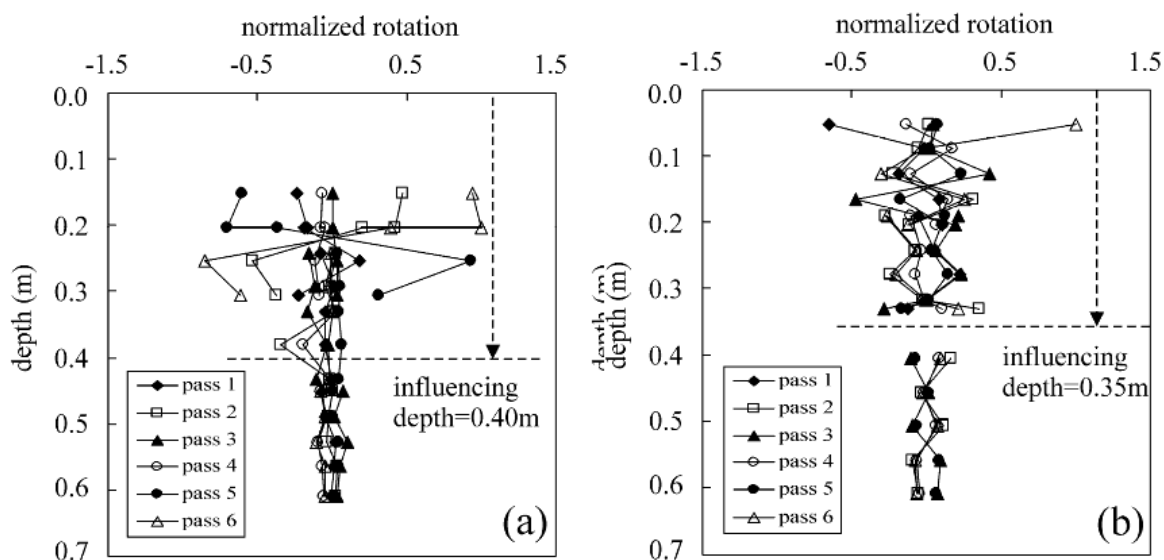 normalized rotation
-1.5 -0.5 0.5 1.5
0.0
0.1
0.2
0.3
0.4
0.5
0.6
0.7
depth (m)
influencing
depth=0.40m
pass 1
pass 2
pass 3
pass 4
pass 5
pass 6
(a)
normalized rotation
-1.5 -0.5 0.5 1.5
0.0
0.1
0.2
0.3
0.4
0.5
0.6
0.7
depth (m)
depth (m)
influencing
depth=0.35m
pass 1
pass 2
pass 3
pass 4
pass 5
pass 6
(b)